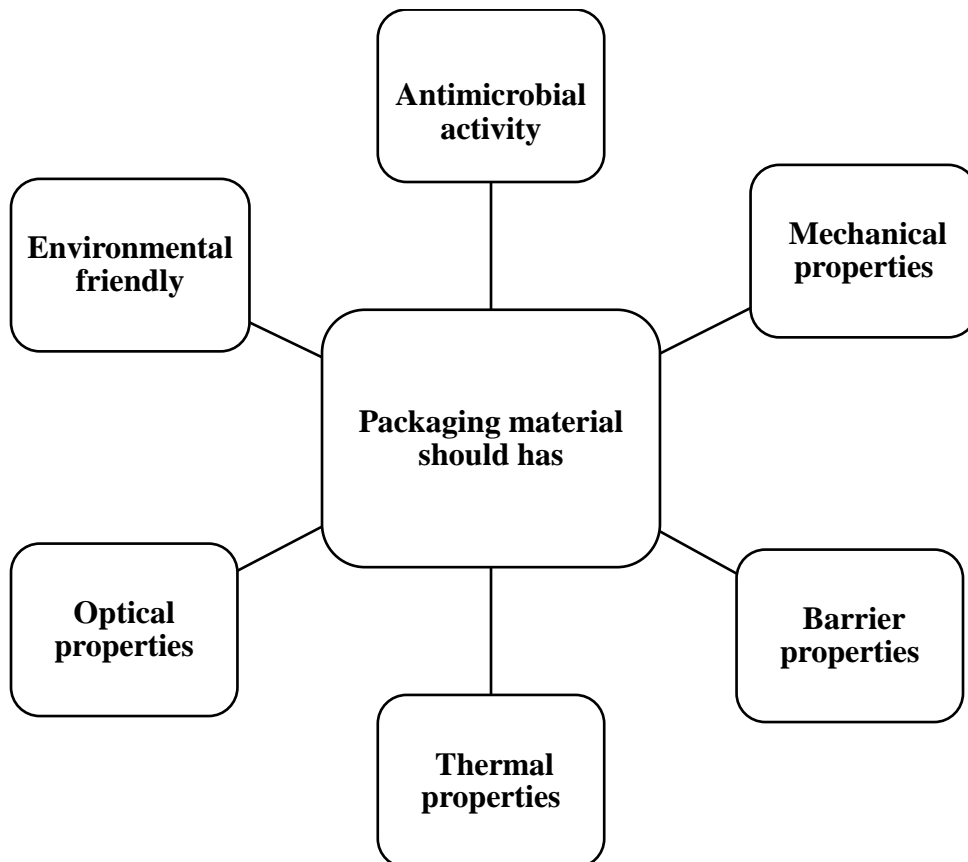 Antimicrobial
activity
Environmental
friendly
Mechanical
properties
Packaging material
should has
Optical
properties
Barrier
properties
Thermal
properties